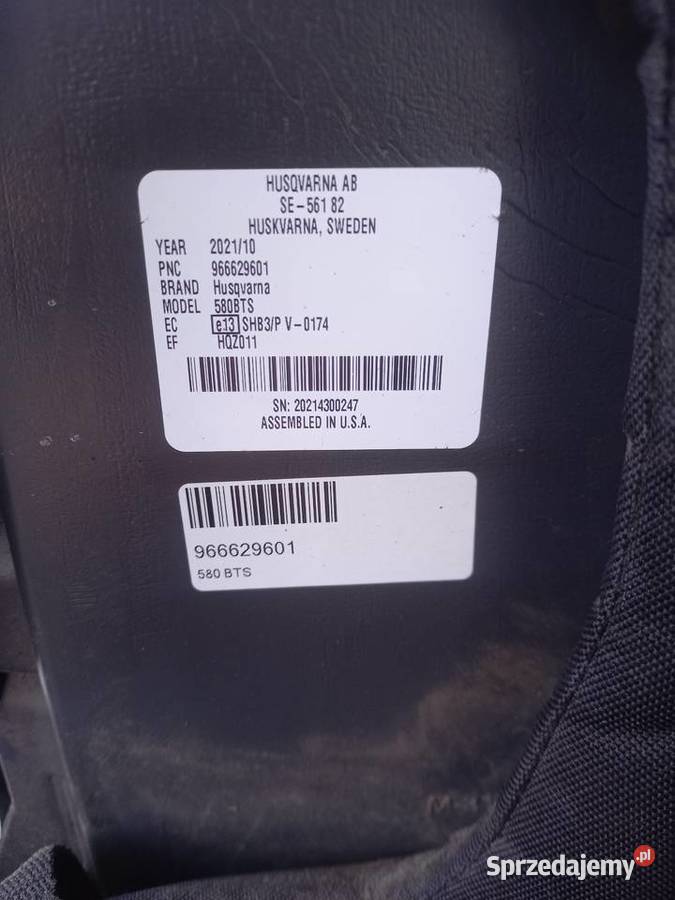 HUSQVARNA AB
SE-561 82
HUSKVARNA, SWEDEN
YEAR 2021/10
PNC 966629601
BRAND Husqvarna
MODEL 580BTS
EC e13 SHB3/P V-0174
EF HQZ011
SN: 20214300247
ASSEMBLED IN U.S.A.
966629601
580 BTS
Sprzedajemy.pl